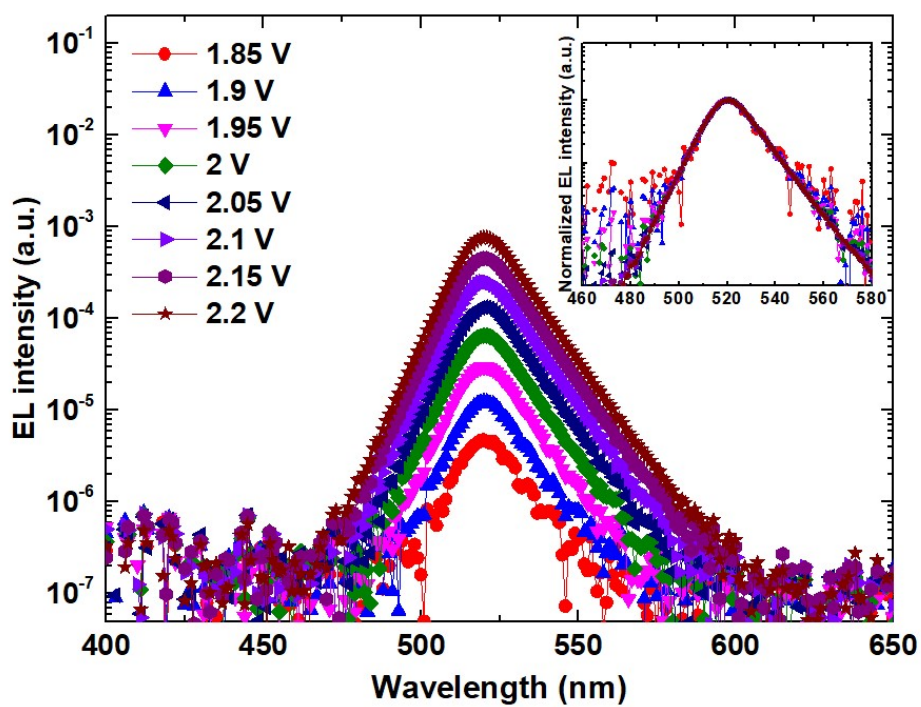 EL intensity (a.u.)
10-1
10-2
10-3
10-4
10-5
10-6
10-7
1.85 V
1.9 V
1.95 V
2 V
2.05 V
2.1 V
2.15 V
2.2 V
Normalized EL intensity (a.u.)
460 480 500 520 540 560 580
400 450 500 550 600 650
Wavelength (nm)